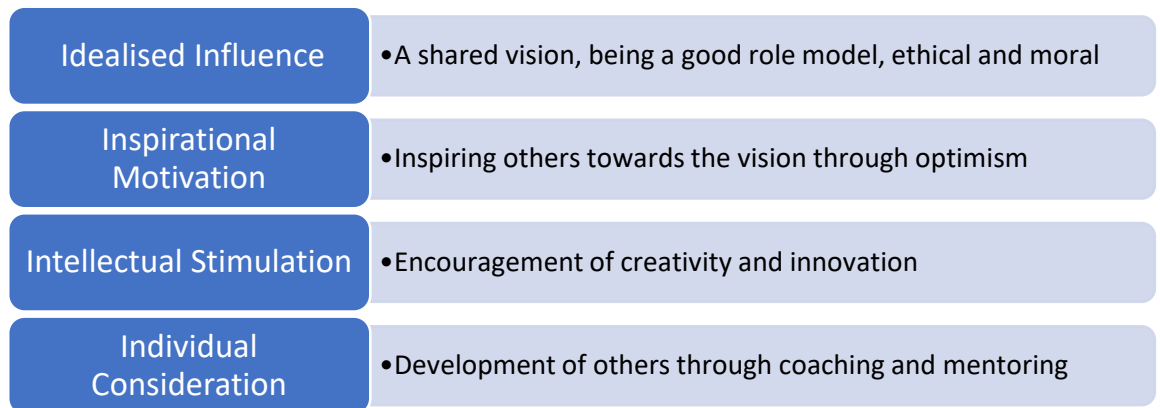 Idealised Influence
•A shared vision, being a good role model, ethical and moral
Inspirational
Motivation
•Inspiring others towards the vision through optimism
Intellectual Stimulation
•Encouragement of creativity and innovation
Individual
Consideration
•Development of others through coaching and mentoring